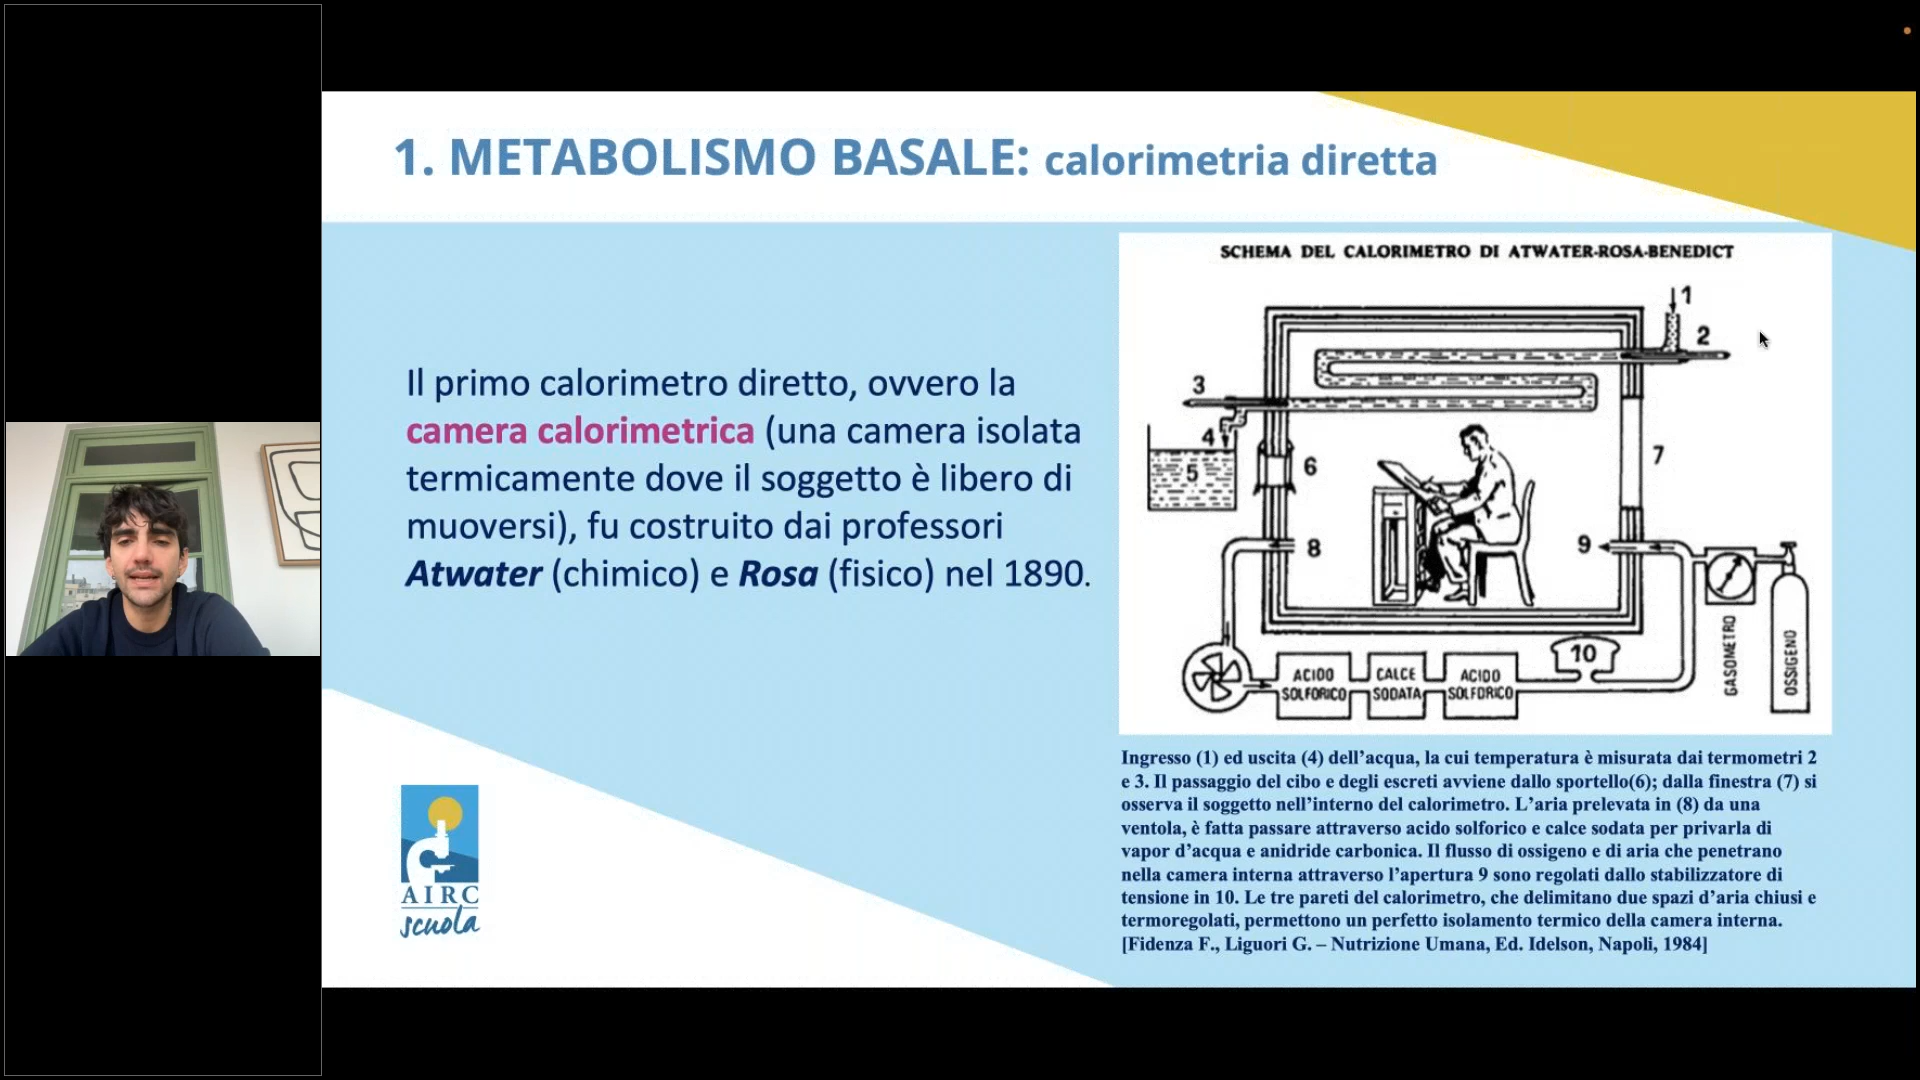 1. METABOLISMO BASALE: calorimetria diretta
Il primo calorimetro diretto, ovvero la
camera calorimetrica (una camera isolata
termicamente dove il soggetto è libero di
muoversi), fu costruito dai professori
Atwater (chimico) e Rosa (fisico) nel 1890.
SCHEMA DEL CALORIMETRO DI ATWATER-ROSA-BENEDICT
1
2
3
4
5
6
7
8
9
10
ACIDO
SOLFORICO
CALCE
SODATA
ACIDO
SOLFORICO
GASOMETRO
OSSIGENO
Ingresso (1) ed uscita (4) dell’acqua, la cui temperatura è misurata dai termometri 2
e 3. Il passaggio del cibo e degli escreti avviene dallo sportello(6); dalla finestra (7) si
osserva il soggetto nell’interno del calorimetro. L’aria prelevata in (8) da una
ventola, è fatta passare attraverso acido solforico e calce sodata per privarla di
vapor d’acqua e anidride carbonica. Il flusso di ossigeno e di aria che penetrano
nella camera interna attraverso l’apertura 9 sono regolati dallo stabilizzatore di
tensione in 10. Le tre pareti del calorimetro, che delimitano due spazi d’aria chiusi e
termoregolati, permettono un perfetto isolamento termico della camera interna.
[Fidenza F., Liguori G. – Nutrizione Umana, Ed. Idelson, Napoli, 1984]
AIRC
scuola